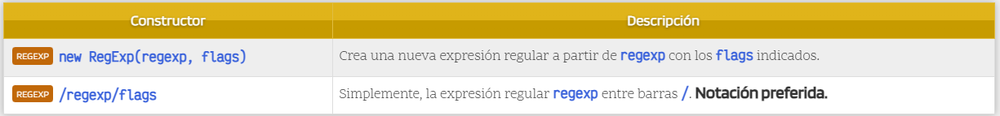 Constructor Descripción
REGEXP new RegExp(regexp, flags) Crea una nueva expresión regular a partir de regexp con los flags indicados.
REGEXP /regexp/flags Simplemente, la expresión regular regexp entre barras /. Notación preferida.